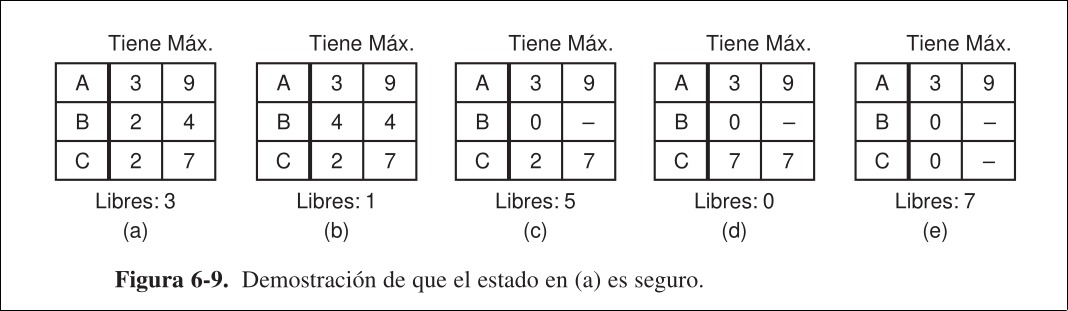 Tiene Máx. Tiene Máx. Tiene Máx. Tiene Máx. Tiene Máx.
A 3 9 A 3 9 A 3 9 A 3 9 A 3 9
B 2 4 B 4 4 B 0 – B 0 – B 0 –
C 2 7 C 2 7 C 2 7 C 7 7 C 0 –
Libres: 3 Libres: 1 Libres: 5 Libres: 0 Libres: 7
(a) (b) (c) (d) (e)
Figura 6-9. Demostración de que el estado en (a) es seguro.